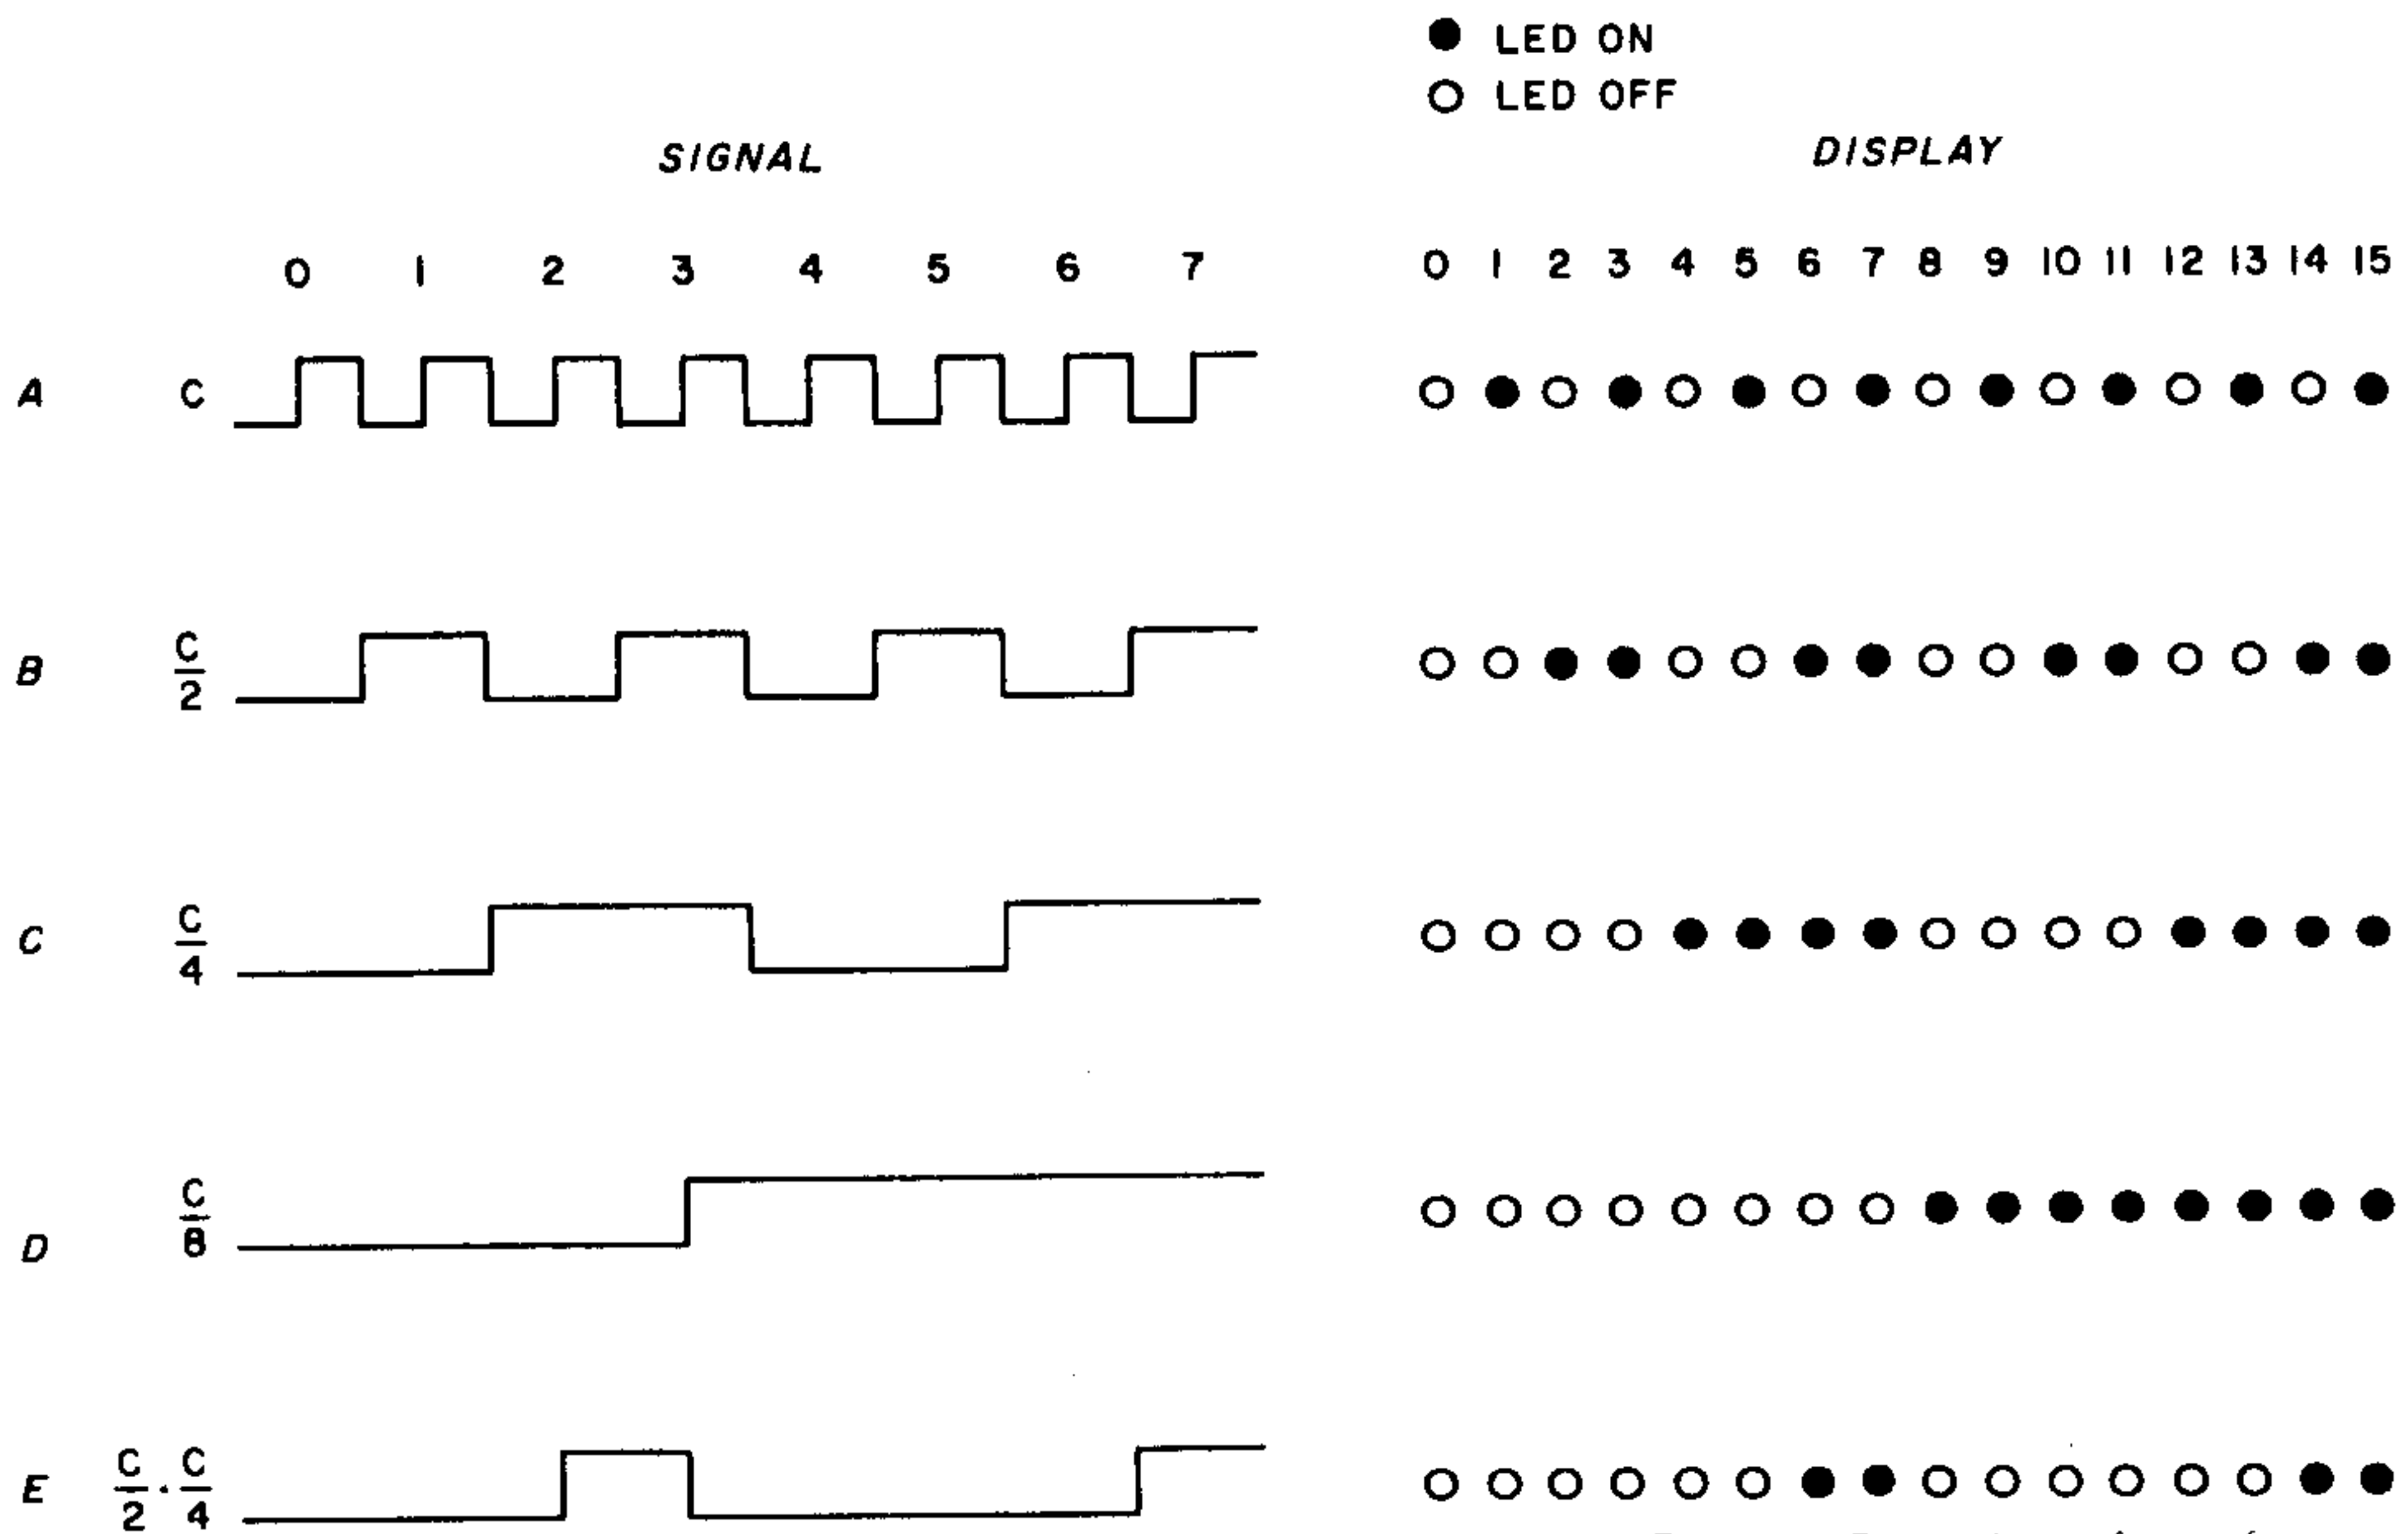 LED ON
LED OFF
SIGNAL
DISPLAY
0 1 2 3 4 5 6 7
0 1 2 3 4 5 6 7 8 9 10 11 12 13 14 15
A C
B C/2
C C/4
D C/8
E C/2 · C/4